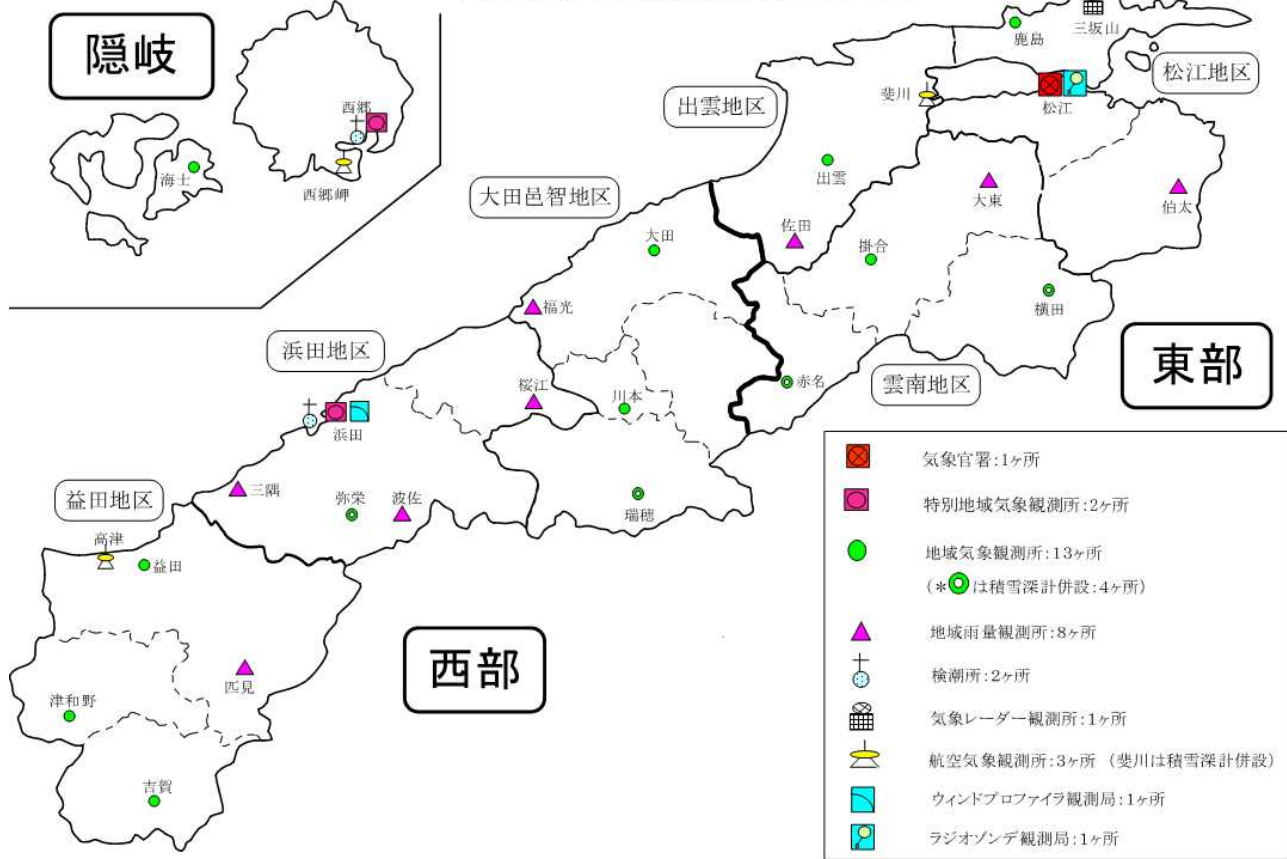 隠岐
西郷
海士
西郷岬
鹿島
三坂山
松江地区
出雲地区
斐川
松江
出雲
大東
伯太
佐田
掛合
横田
大田邑智地区
大田
福光
浜田地区
桜江
川本
赤名
雲南地区
東部
浜田
三隅
弥栄
波佐
瑞穂
益田地区
高津
益田
西部
匹見
津和野
吉賀
気象官署:1ヶ所
特別地域気象観測所:2ヶ所
地域気象観測所:13ヶ所
(*は積雪深計併設:4ヶ所)
地域雨量観測所:8ヶ所
検潮所:2ヶ所
気象レーダー観測所:1ヶ所
航空気象観測所:3ヶ所 (斐川は積雪深計併設)
ウィンドプロファイラ観測局:1ヶ所
ラジオゾンデ観測局:1ヶ所